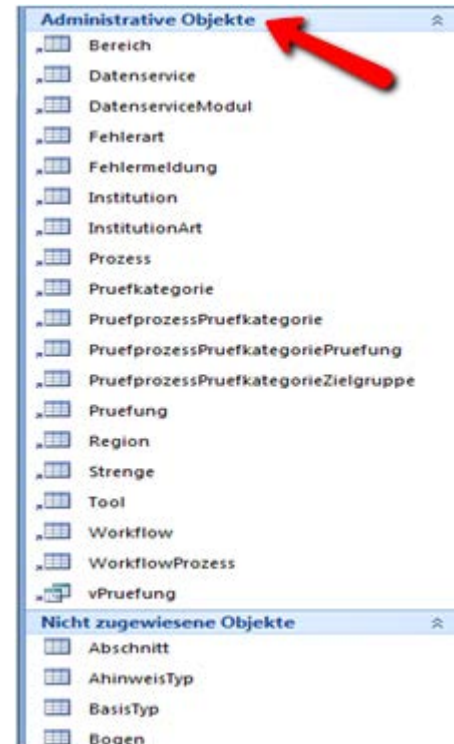 Administrative Objekte
Bereich
Datenservice
DatenserviceModul
Fehlerart
Fehlermeldung
Institution
InstitutionArt
Prozess
Pruefkategorie
PruefprozessPruefkategorie
PruefprozessPruefkategoriePruefung
PruefprozessPruefkategorieZielgruppe
Pruefung
Region
Strenge
Tool
Workflow
WorkflowProzess
vPruefung
Nicht zugewiesene Objekte
Abschnitt
AhinweisTyp
BasisTyp
Bogen